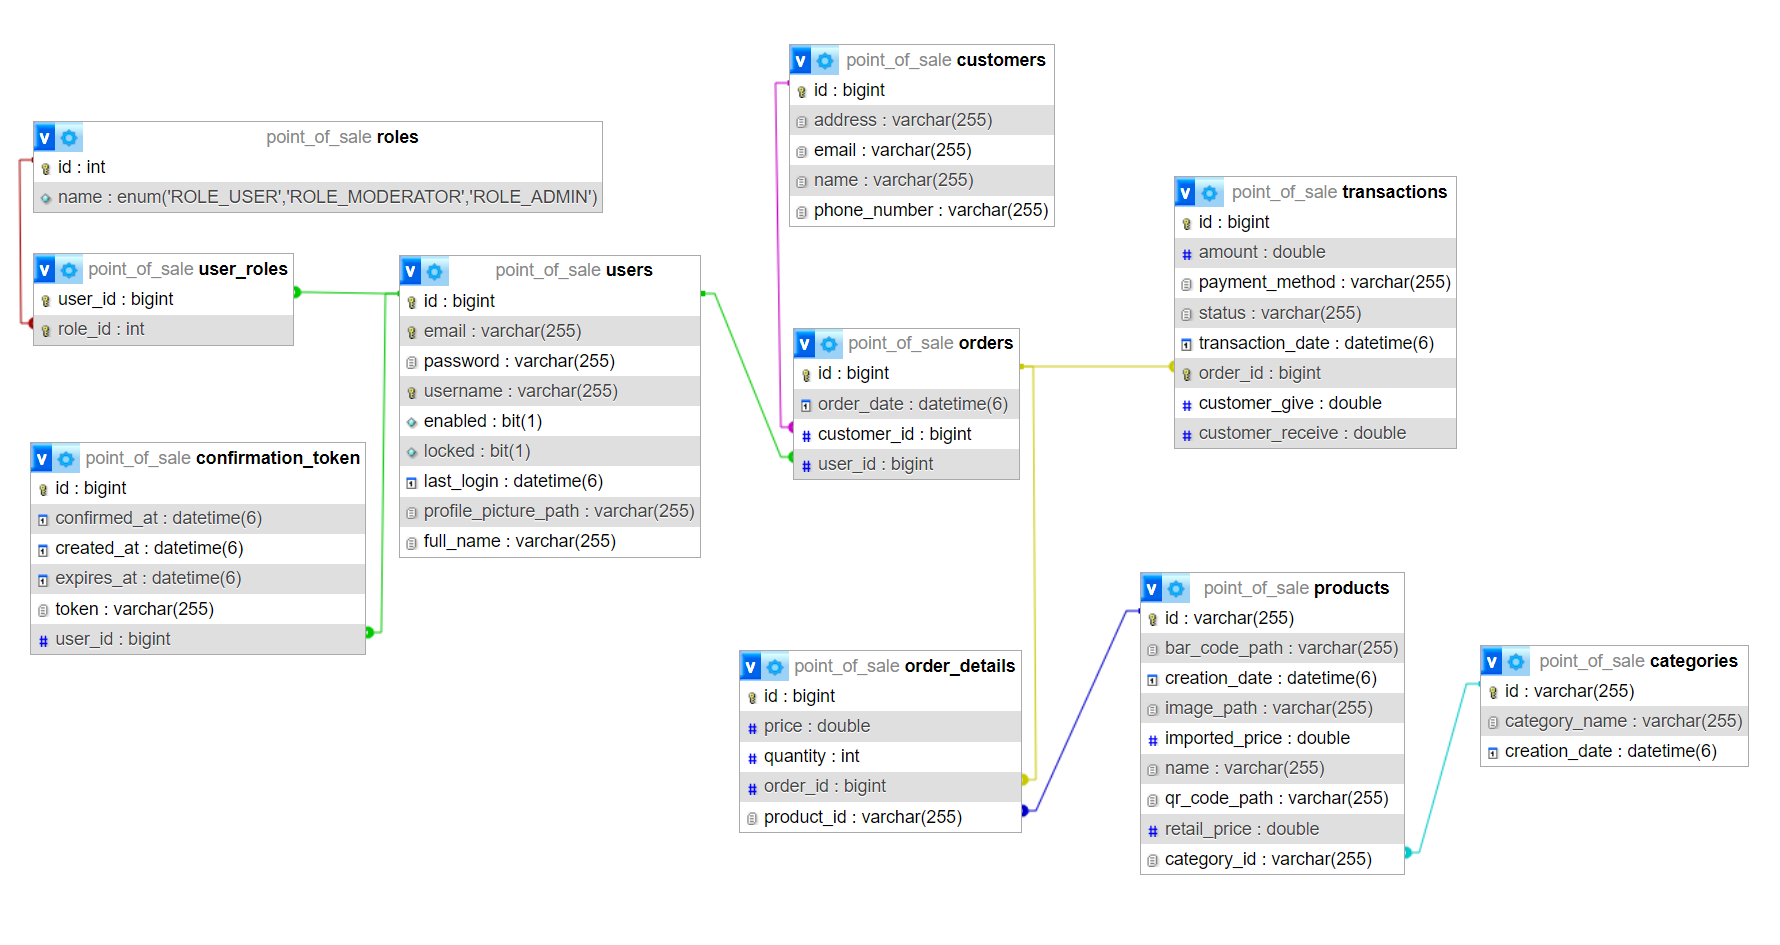 point_of_sale roles
id : int
name : enum('ROLE_USER','ROLE_MODERATOR','ROLE_ADMIN')
point_of_sale user_roles
user_id : bigint
role_id : int
point_of_sale confirmation_token
id : bigint
confirmed_at : datetime(6)
created_at : datetime(6)
expires_at : datetime(6)
token : varchar(255)
user_id : bigint
point_of_sale users
id : bigint
email : varchar(255)
password : varchar(255)
username : varchar(255)
enabled : bit(1)
locked : bit(1)
last_login : datetime(6)
profile_picture_path : varchar(255)
full_name : varchar(255)
point_of_sale customers
id : bigint
address : varchar(255)
email : varchar(255)
name : varchar(255)
phone_number : varchar(255)
point_of_sale orders
id : bigint
order_date : datetime(6)
customer_id : bigint
user_id : bigint
point_of_sale transactions
id : bigint
amount : double
payment_method : varchar(255)
status : varchar(255)
transaction_date : datetime(6)
order_id : bigint
customer_give : double
customer_receive : double
point_of_sale order_details
id : bigint
price : double
quantity : int
order_id : bigint
product_id : varchar(255)
point_of_sale products
id : varchar(255)
bar_code_path : varchar(255)
creation_date : datetime(6)
image_path : varchar(255)
imported_price : double
name : varchar(255)
qr_code_path : varchar(255)
retail_price : double
category_id : varchar(255)
point_of_sale categories
id : varchar(255)
category_name : varchar(255)
creation_date : datetime(6)